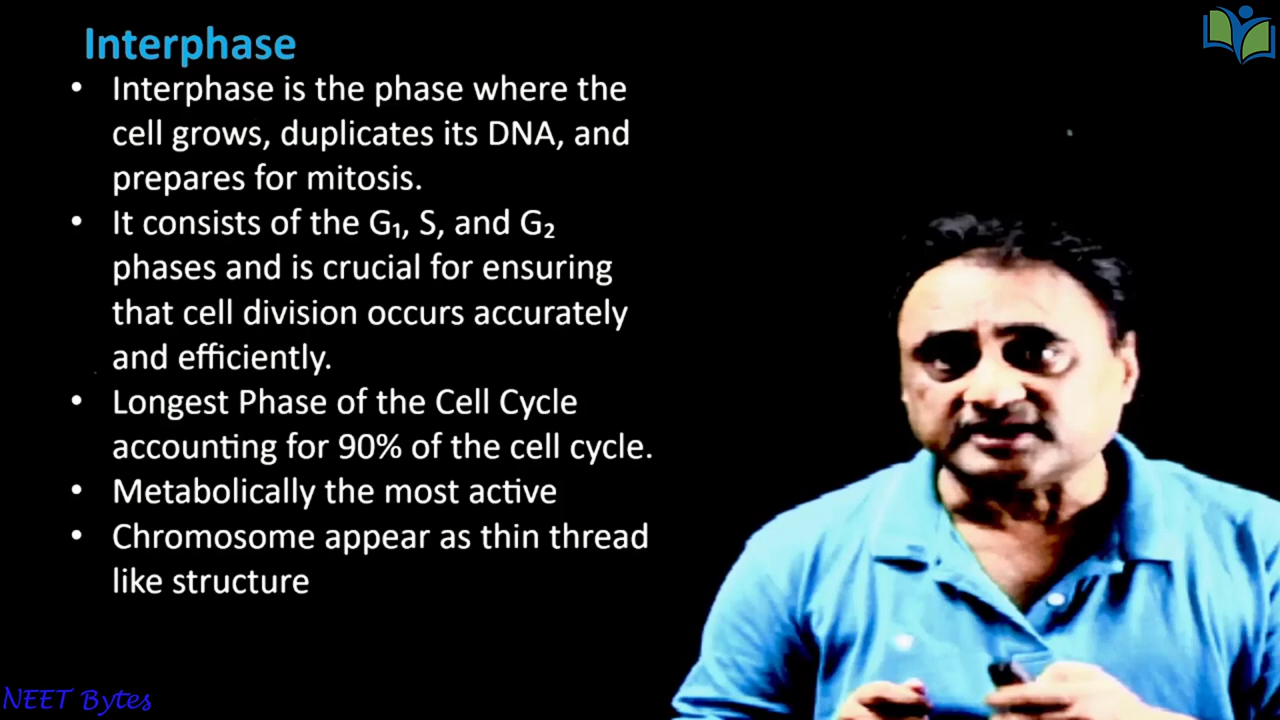 Interphase
• Interphase is the phase where the
cell grows, duplicates its DNA, and
prepares for mitosis.
• It consists of the G₁, S, and G₂
phases and is crucial for ensuring
that cell division occurs accurately
and efficiently.
• Longest Phase of the Cell Cycle
accounting for 90% of the cell cycle.
• Metabolically the most active
• Chromosome appear as thin thread
like structure
NEET Bytes